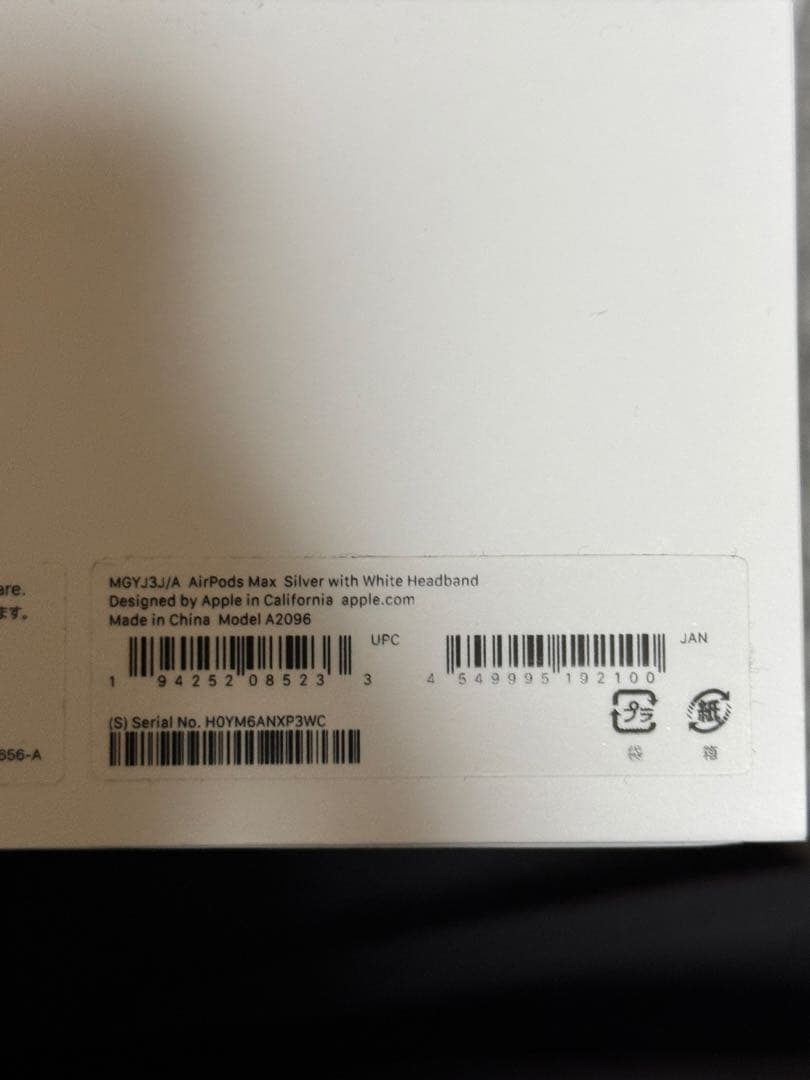 are.
ます。
656-A
MGYJ3J/A AirPods Max Silver with White Headband
Designed by Apple in California apple.com
Made in China Model A2096
UPC
1 94252 08523 3
JAN
4 549995 192100
(S) Serial No. H0YM6ANXP3WC
プラ 紙
袋 箱